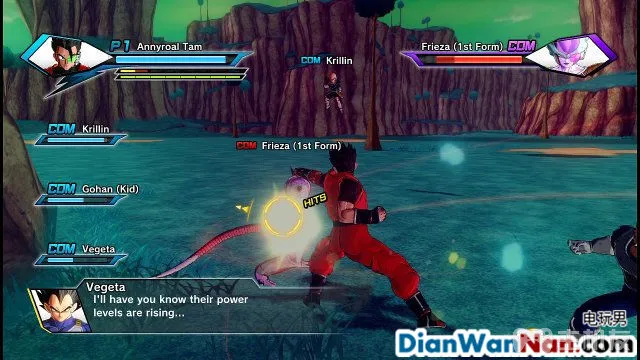 P1 Annyroal Tam
Frieza (1st Form) COM
COM Krillin
COM Krillin
COM Frieza (1st Form)
HITS
COM Gohan (Kid)
COM Vegeta
Vegeta
I'll have you know their power
levels are rising...
电玩男
DianWanNan.com